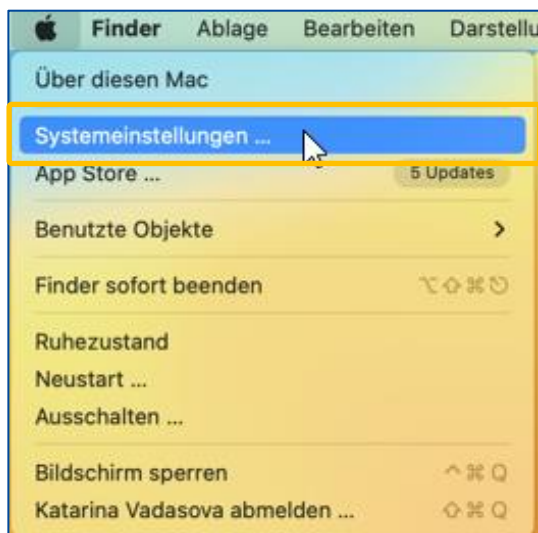 Finder Ablage Bearbeiten Darstellu
Über diesen Mac
Systemeinstellungen ...
App Store ... 5 Updates
Benutzte Objekte
Finder sofort beenden ⌥⇧⌘⎋
Ruhezustand
Neustart ...
Ausschalten ...
Bildschirm sperren ^⌘Q
Katarina Vadasova abmelden ... ⇧⌘Q